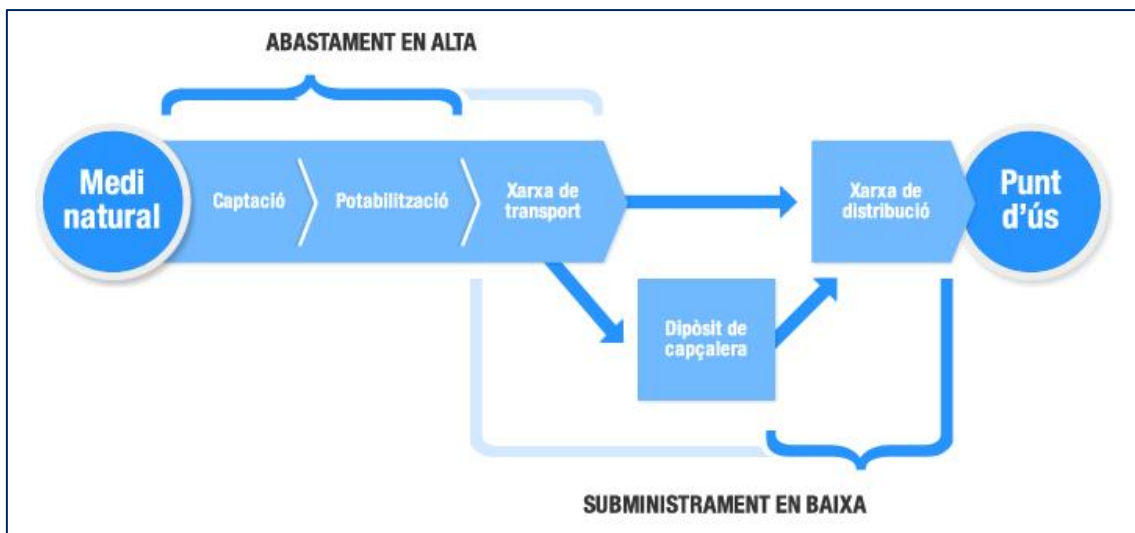 ABASTAMENT EN ALTA
Medi
natural
Captació
Potabilització
Xarxa de
transport
Xarxa de
distribució
Punt
d'ús
Dipòsit de
capçalera
SUBMINISTRAMENT EN BAIXA